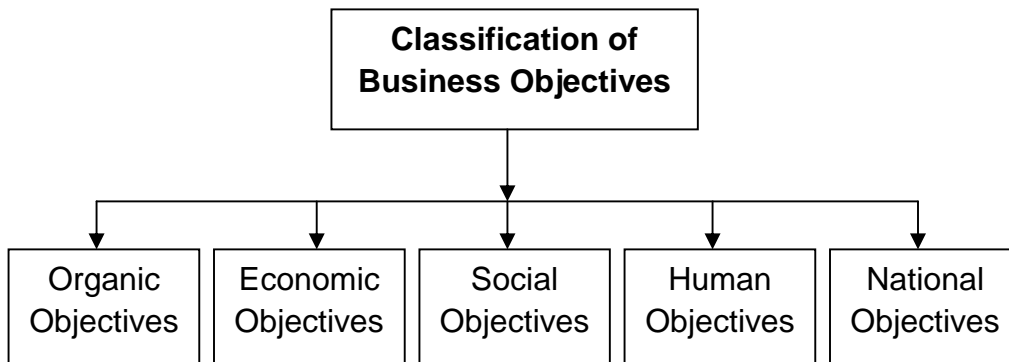 Classification of
Business Objectives
Organic
Objectives
Economic
Objectives
Social
Objectives
Human
Objectives
National
Objectives